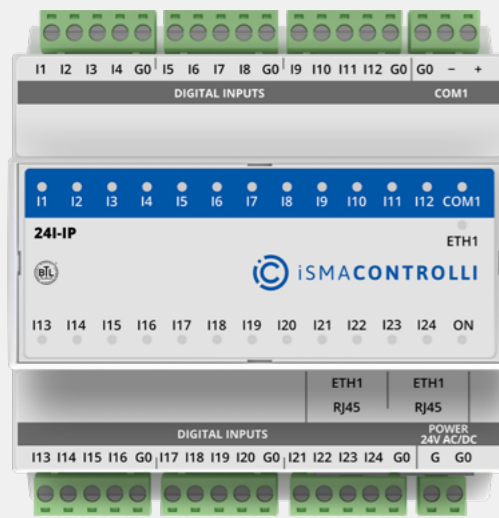 I1 I2 I3 I4 G0 I5 I6 I7 I8 G0 I9 I10 I11 I12 G0 G0 − +
DIGITAL INPUTS COM1
I1 I2 I3 I4 I5 I6 I7 I8 I9 I10 I11 I12 COM1
24I-IP
ETH1
BTL
iSMACONTROLLI
I13 I14 I15 I16 I17 I18 I19 I20 I21 I22 I23 I24 ON
ETH1 ETH1
RJ45 RJ45
DIGITAL INPUTS POWER
24V AC/DC
I13 I14 I15 I16 G0 I17 I18 I19 I20 G0 I21 I22 I23 I24 G0 G G0